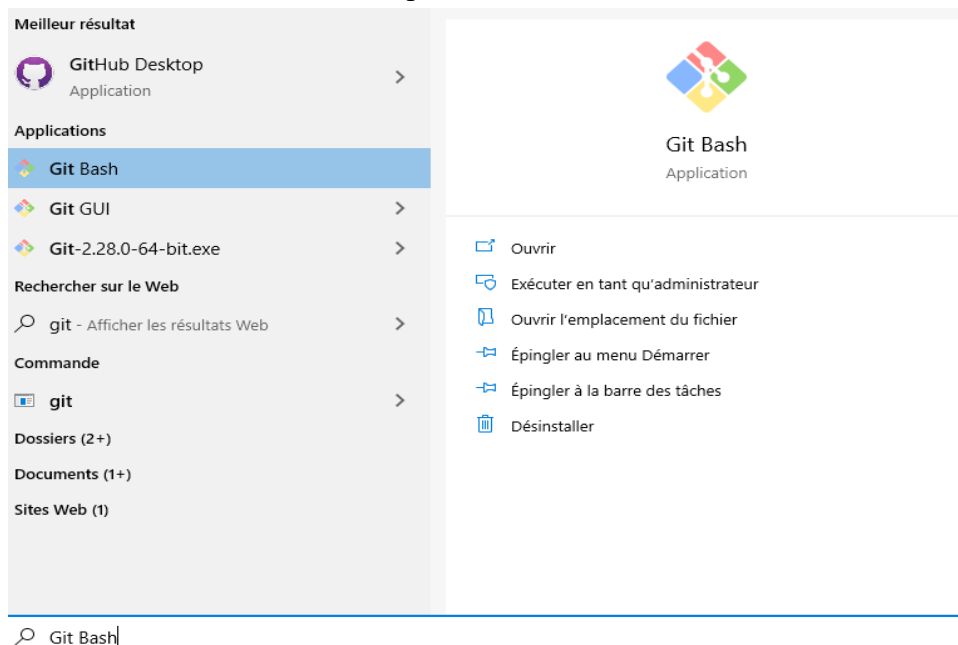 Meilleur résultat
GitHub Desktop
Application
Applications
Git Bash
Git GUI
Git-2.28.0-64-bit.exe
Rechercher sur le Web
git - Afficher les résultats Web
Commande
git
Dossiers (2+)
Documents (1+)
Sites Web (1)
Git Bash
Application
Ouvrir
Exécuter en tant qu'administrateur
Ouvrir l'emplacement du fichier
Épingler au menu Démarrer
Épingler à la barre des tâches
Désinstaller
Git Bash